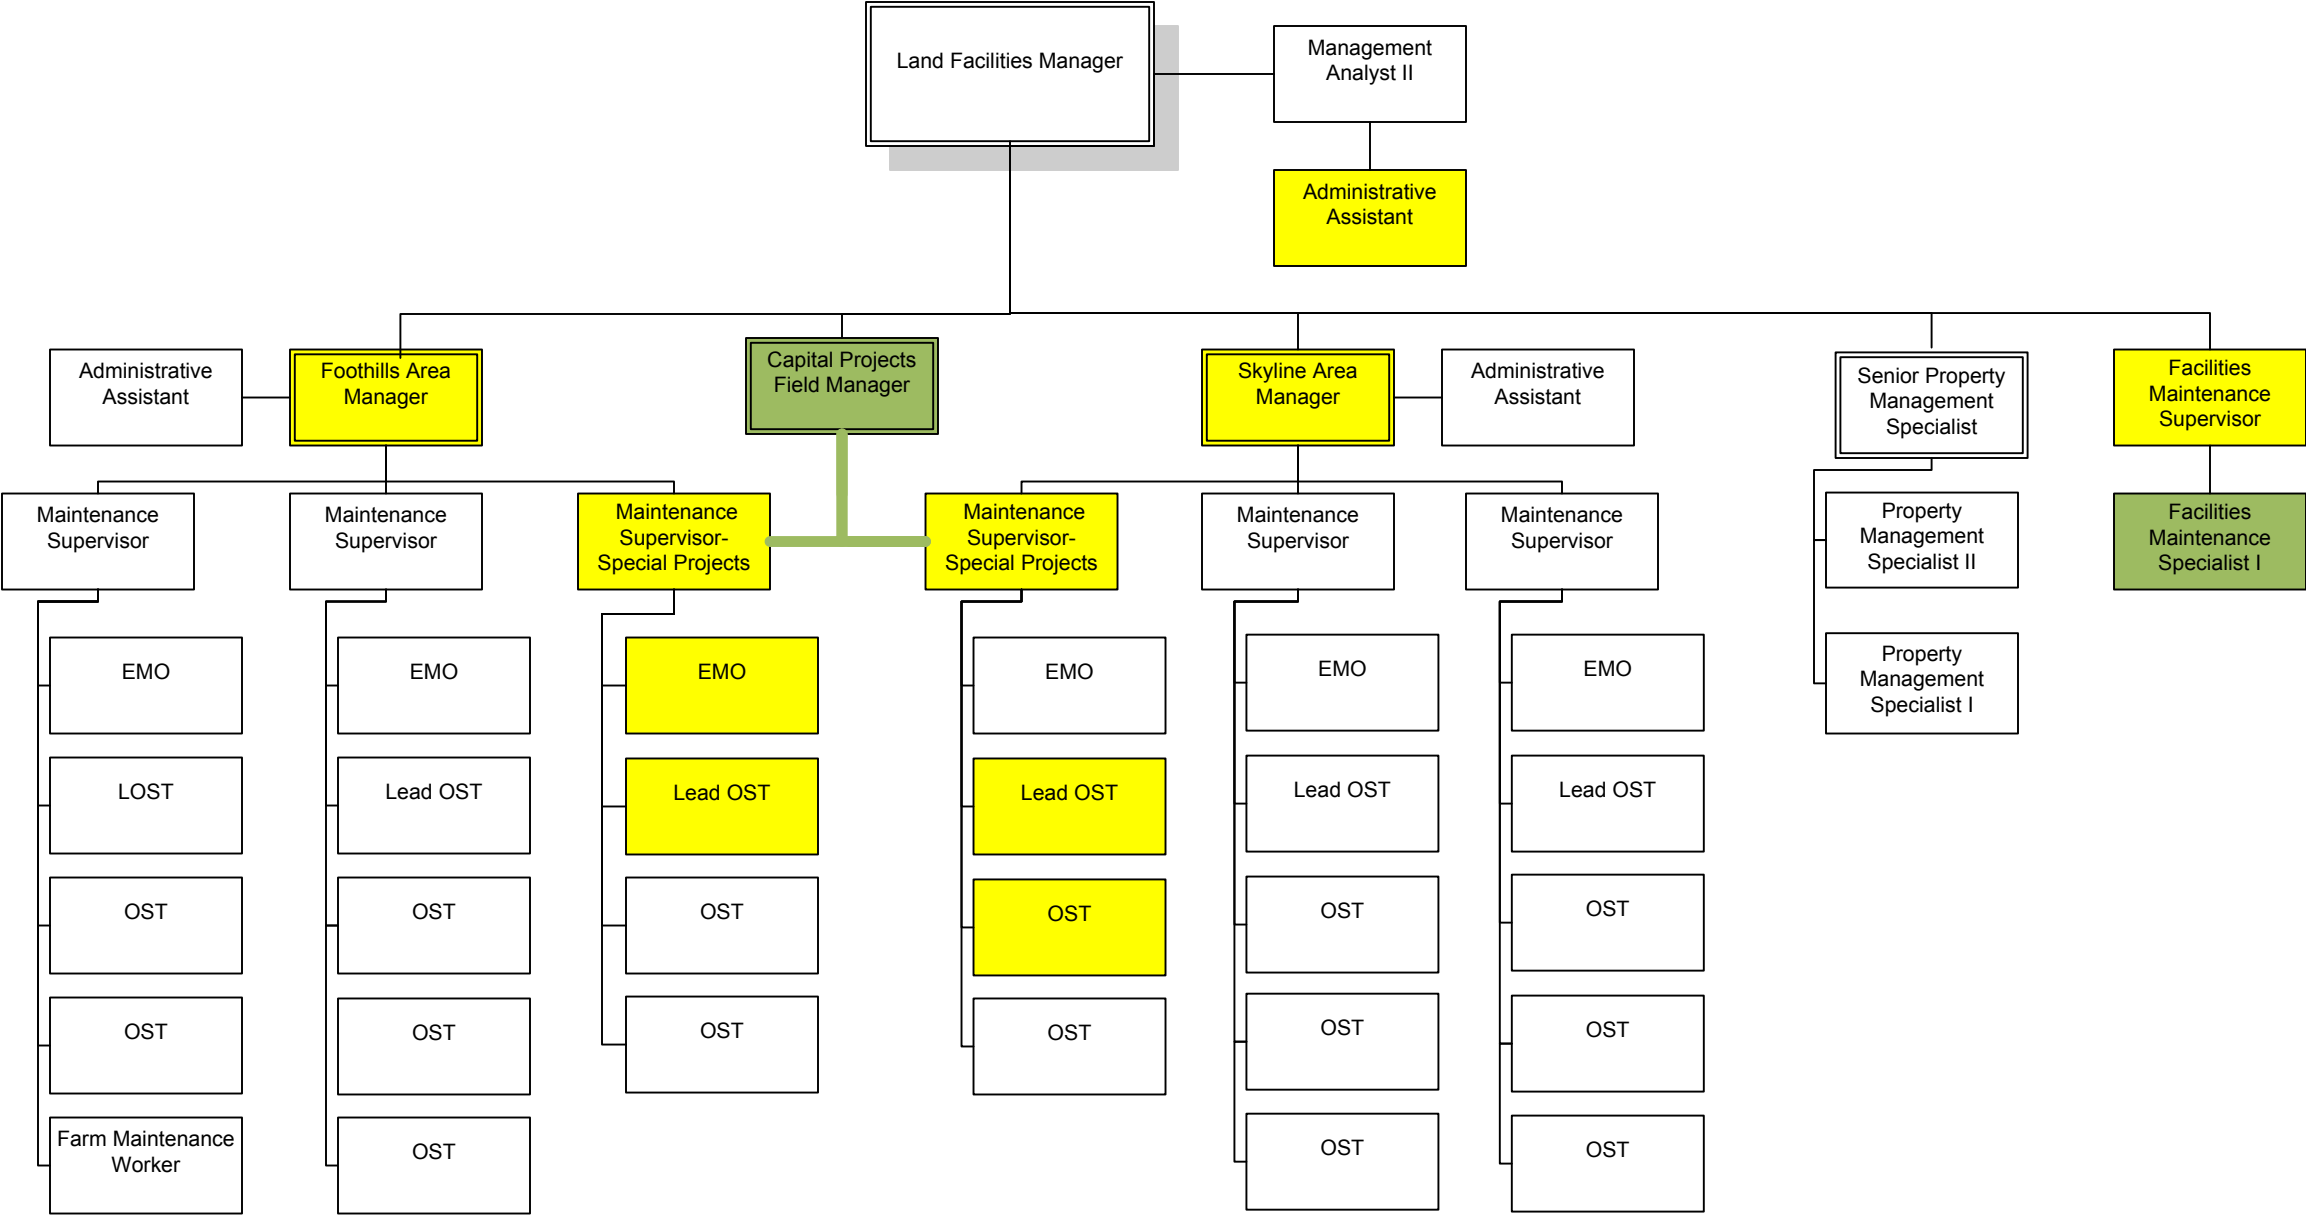 Land Facilities Manager
Management
Analyst II
Administrative
Assistant
Administrative
Assistant
Foothills Area
Manager
Capital Projects
Field Manager
Skyline Area
Manager
Administrative
Assistant
Senior Property
Management
Specialist
Facilities
Maintenance
Supervisor
Maintenance
Supervisor
Maintenance
Supervisor
Maintenance
Supervisor-
Special Projects
Maintenance
Supervisor-
Special Projects
Maintenance
Supervisor
Maintenance
Supervisor
Property
Management
Specialist II
Facilities
Maintenance
Specialist I
EMO
EMO
EMO
EMO
EMO
EMO
Property
Management
Specialist I
LOST
Lead OST
Lead OST
Lead OST
Lead OST
Lead OST
OST
OST
OST
OST
OST
OST
OST
OST
OST
OST
OST
OST
Farm Maintenance
Worker
OST
OST
OST